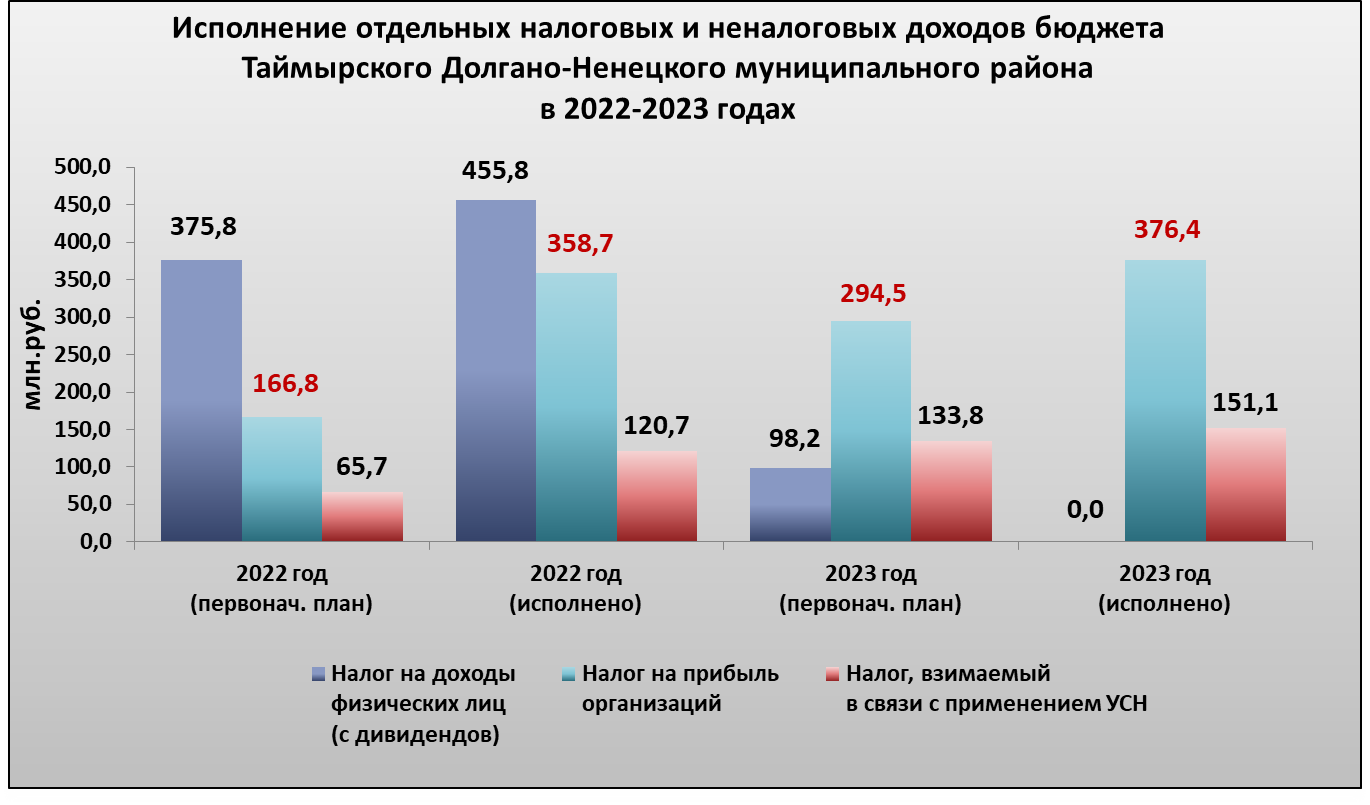 Исполнение отдельных налоговых и неналоговых доходов бюджета
Таймырского Долгано-Ненецкого муниципального района
в 2022-2023 годах
млн.руб.
500,0
450,0
400,0
350,0
300,0
250,0
200,0
150,0
100,0
50,0
0,0
375,8
166,8
65,7
455,8
358,7
120,7
98,2
294,5
133,8
0,0
376,4
151,1
2022 год
(первонач. план)
2022 год
(исполнено)
2023 год
(первонач. план)
2023 год
(исполнено)
Налог на доходы
физических лиц
(с дивидендов)
Налог на прибыль
организаций
Налог, взимаемый
в связи с применением УСН